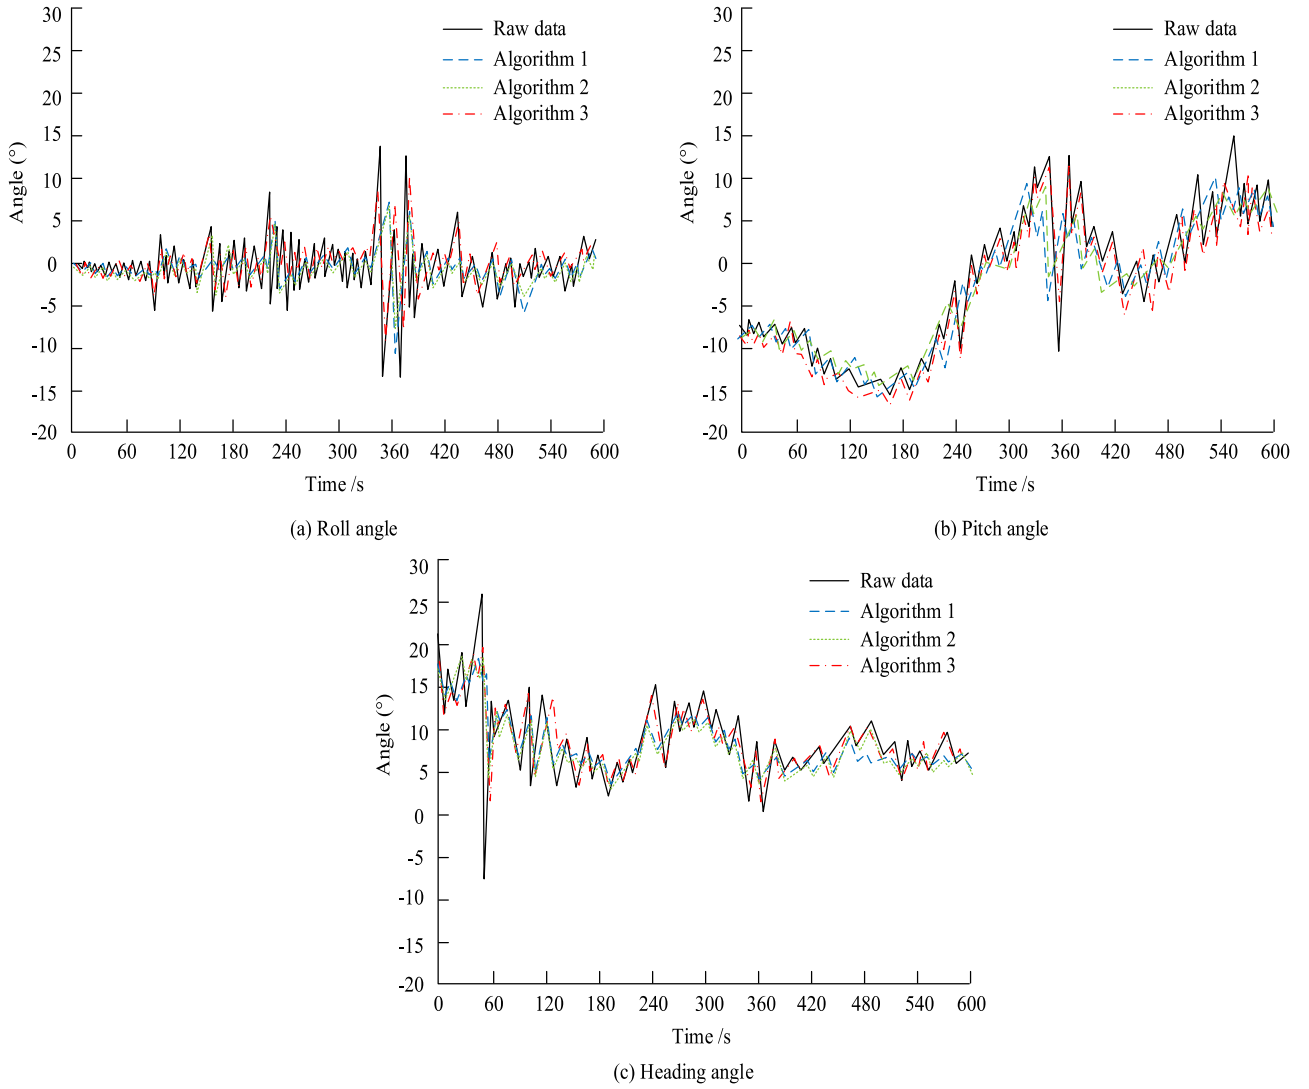 30
25
20
15
10
5
0
-5
-10
-15
-20
Angle (°)
Raw data
Algorithm 1
Algorithm 2
Algorithm 3
0 60 120 180 240 300 360 420 480 540 600
Time /s
(a) Roll angle
30
25
20
15
10
5
0
-5
-10
-15
-20
Angle (°)
Raw data
Algorithm 1
Algorithm 2
Algorithm 3
0 60 120 180 240 300 360 420 480 540 600
Time /s
(b) Pitch angle
30
25
20
15
10
5
0
-5
-10
-15
-20
Angle (°)
Raw data
Algorithm 1
Algorithm 2
Algorithm 3
0 60 120 180 240 300 360 420 480 540 600
Time /s
(c) Heading angle